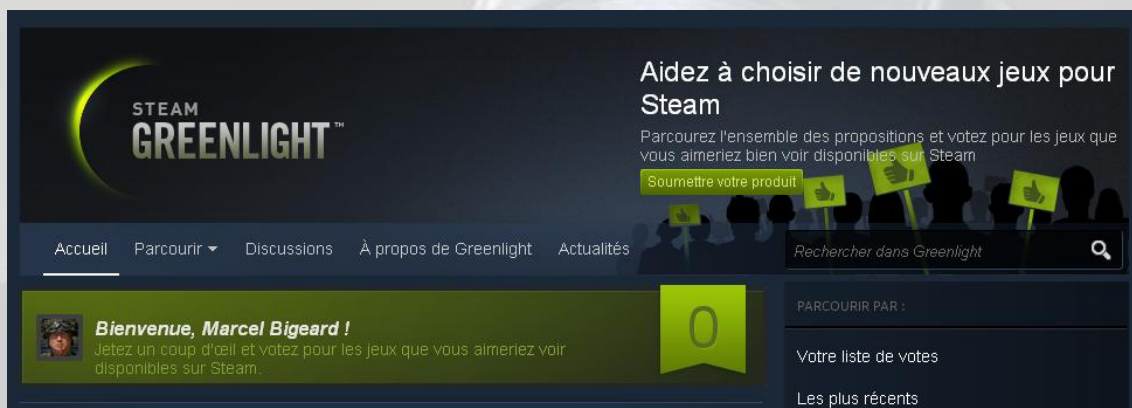 STEAM
GREENLIGHT™
Aidez à choisir de nouveaux jeux pour
Steam
Parcourez l'ensemble des propositions et votez pour les jeux que
vous aimeriez bien voir disponibles sur Steam
Soumettre votre produit
Accueil Parcourir Discussions À propos de Greenlight Actualités
Rechercher dans Greenlight
Bienvenue, Marcel Bigeard !
Jetez un coup d'œil et votez pour les jeux que vous aimeriez voir
disponibles sur Steam.
0
PARCOURIR PAR :
Votre liste de votes
Les plus récents